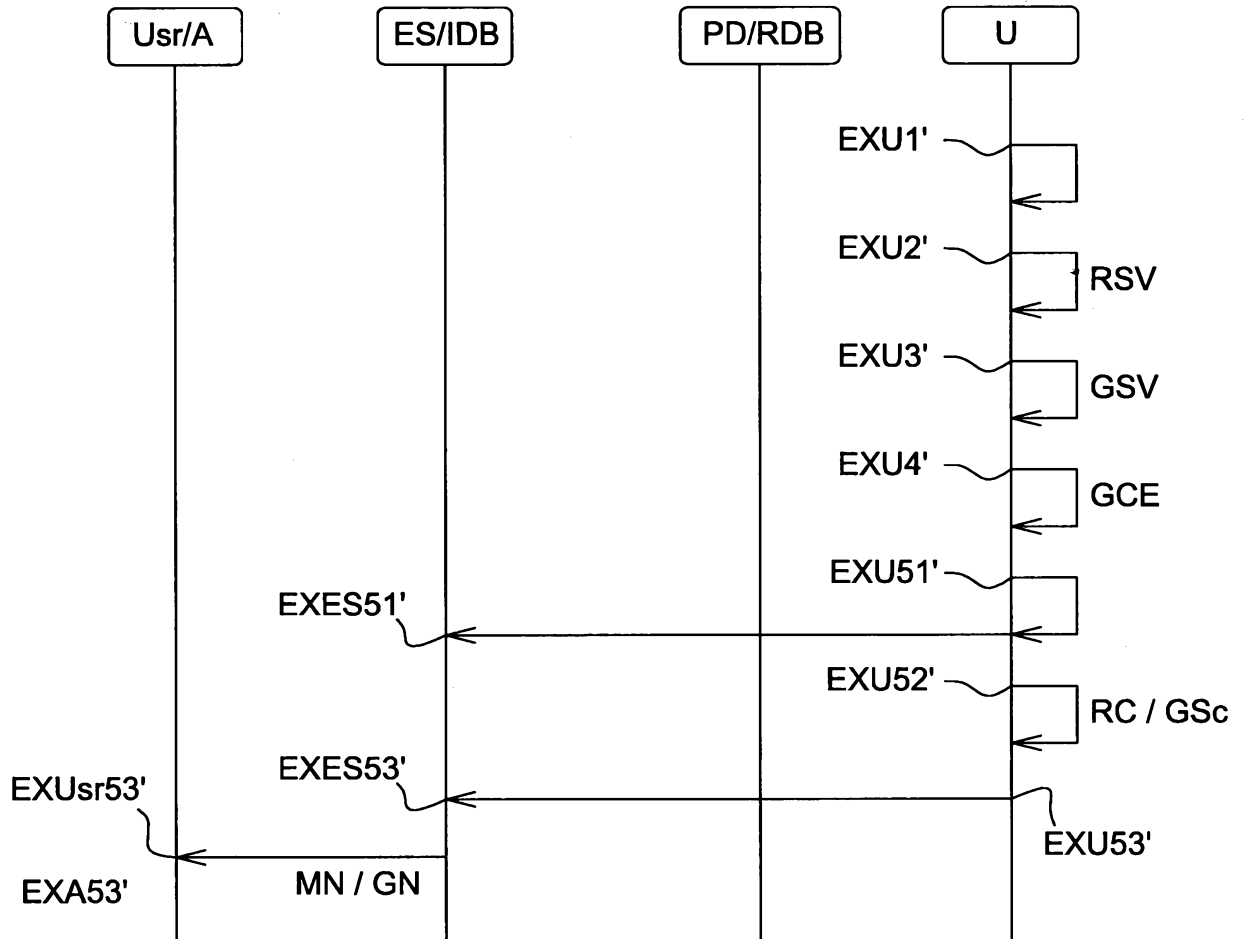 Usr/A
ES/IDB
PD/RDB
U
EXU1'
EXU2'
RSV
EXU3'
GSV
EXU4'
GCE
EXU51'
EXES51'
EXU52'
RC / GSc
EXES53'
EXUsr53'
EXU53'
MN / GN
EXA53'